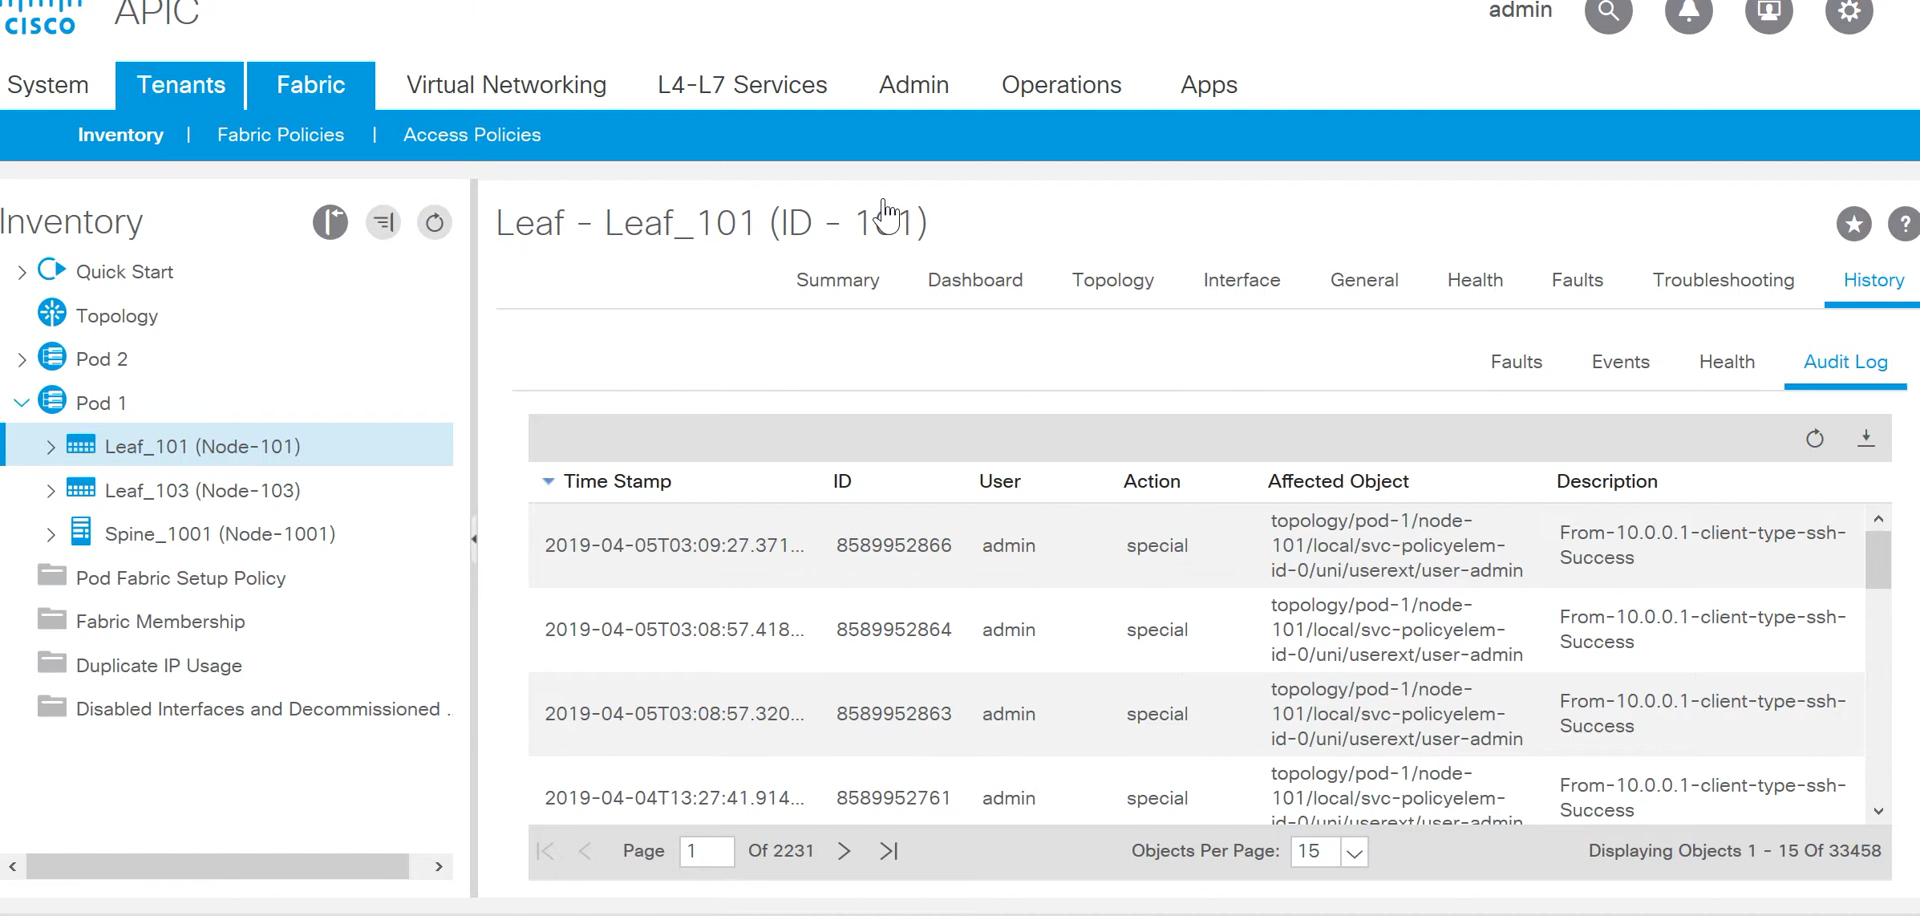 CISCO
APIC
admin
System Tenants Fabric Virtual Networking L4-L7 Services Admin Operations Apps
Inventory | Fabric Policies | Access Policies
Inventory
Quick Start
Topology
Pod 2
Pod 1
Leaf_101 (Node-101)
Leaf_103 (Node-103)
Spine_1001 (Node-1001)
Pod Fabric Setup Policy
Fabric Membership
Duplicate IP Usage
Disabled Interfaces and Decommissioned ..
Leaf - Leaf_101 (ID - 101)
?
Summary Dashboard Topology Interface General Health Faults Troubleshooting History
Faults Events Health Audit Log
Time Stamp ID User Action Affected Object Description
2019-04-05T03:09:27.371... 8589952866 admin special
topology/pod-1/node-
101/local/svc-policyelem-
id-0/uni/userext/user-admin
From-10.0.0.1-client-type-ssh-
Success
2019-04-05T03:08:57.418... 8589952864 admin special
topology/pod-1/node-
101/local/svc-policyelem-
id-0/uni/userext/user-admin
From-10.0.0.1-client-type-ssh-
Success
2019-04-05T03:08:57.320... 8589952863 admin special
topology/pod-1/node-
101/local/svc-policyelem-
id-0/uni/userext/user-admin
From-10.0.0.1-client-type-ssh-
Success
2019-04-04T13:27:41.914... 8589952761 admin special
topology/pod-1/node-
101/local/svc-policyelem-
id-0/uni/userext/user-admin
From-10.0.0.1-client-type-ssh-
Success
Page 1 Of 2231 Objects Per Page: 15 Displaying Objects 1 - 15 Of 33458